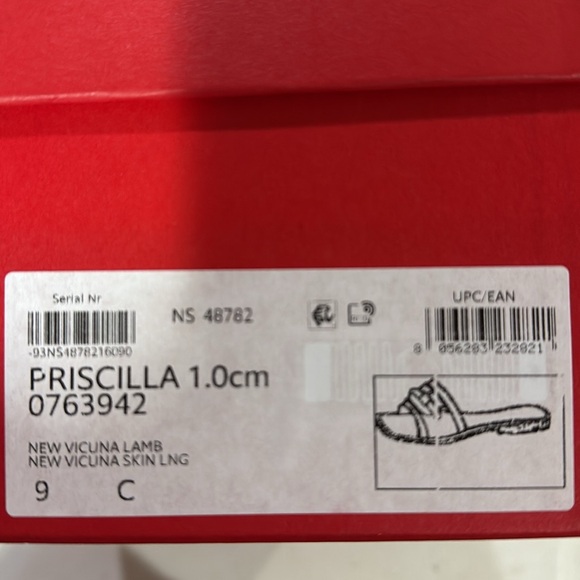 Serial Nr
NS 48782
UPC/EAN
-93NS4878216090
8 056283 232821
PRISCILLA 1.0cm
0763942
NEW VICUNA LAMB
NEW VICUNA SKIN LNG
9 C